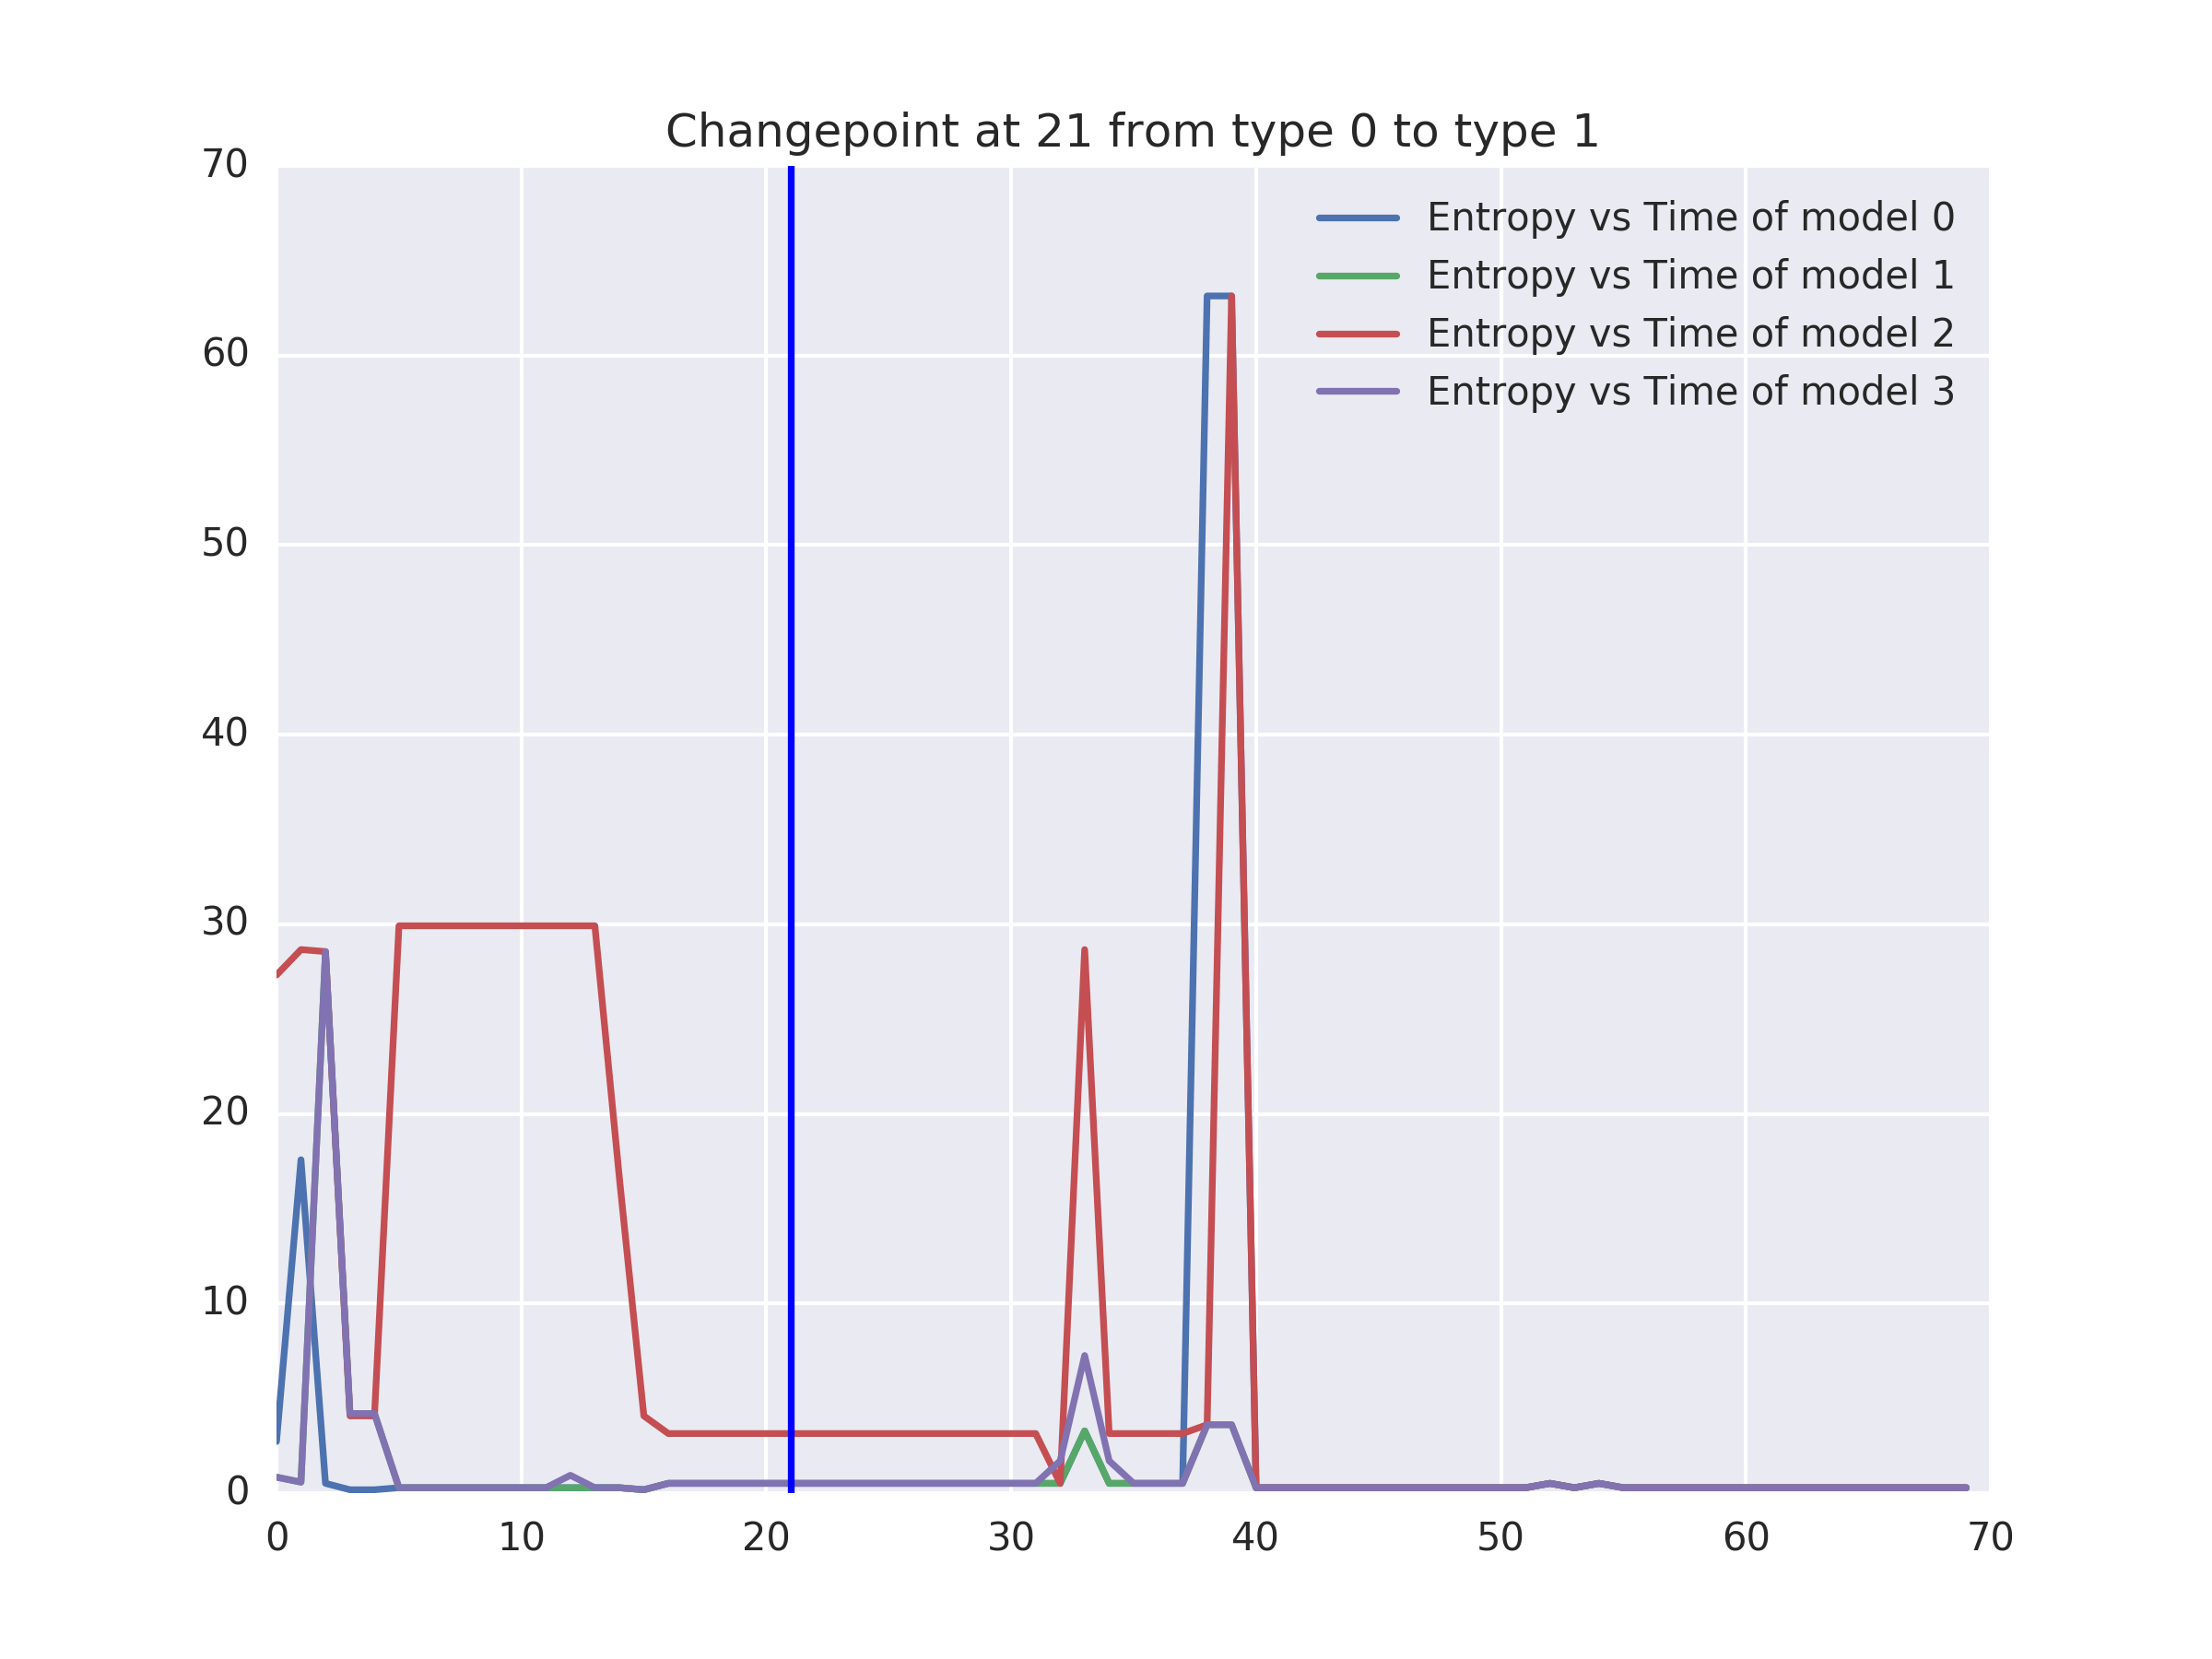 Changepoint at 21 from type 0 to type 1
70
60
50
40
30
20
10
0
Entropy vs Time of model 0
Entropy vs Time of model 1
Entropy vs Time of model 2
Entropy vs Time of model 3
0 10 20 30 40 50 60 70